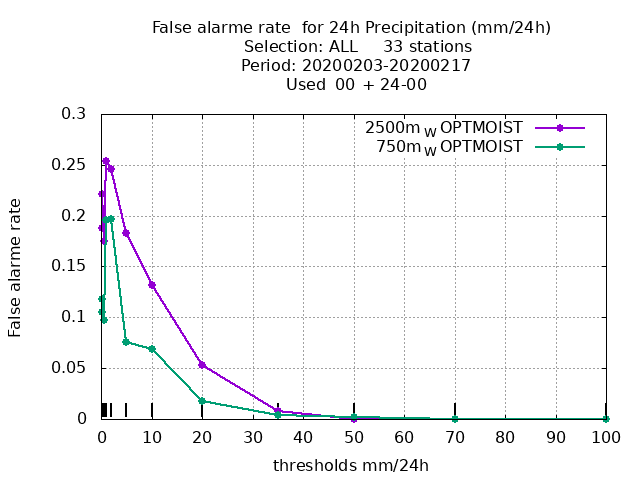 False alarme rate  for 24h Precipitation (mm/24h)
Selection: ALL     33 stations
Period: 20200203-20200217
Used  00 + 24-00
0.3
0.25
0.2
0.15
0.1
0.05
0
False alarme rate
2500m W OPTMOIST
750m W OPTMOIST
0 10 20 30 40 50 60 70 80 90 100
thresholds mm/24h